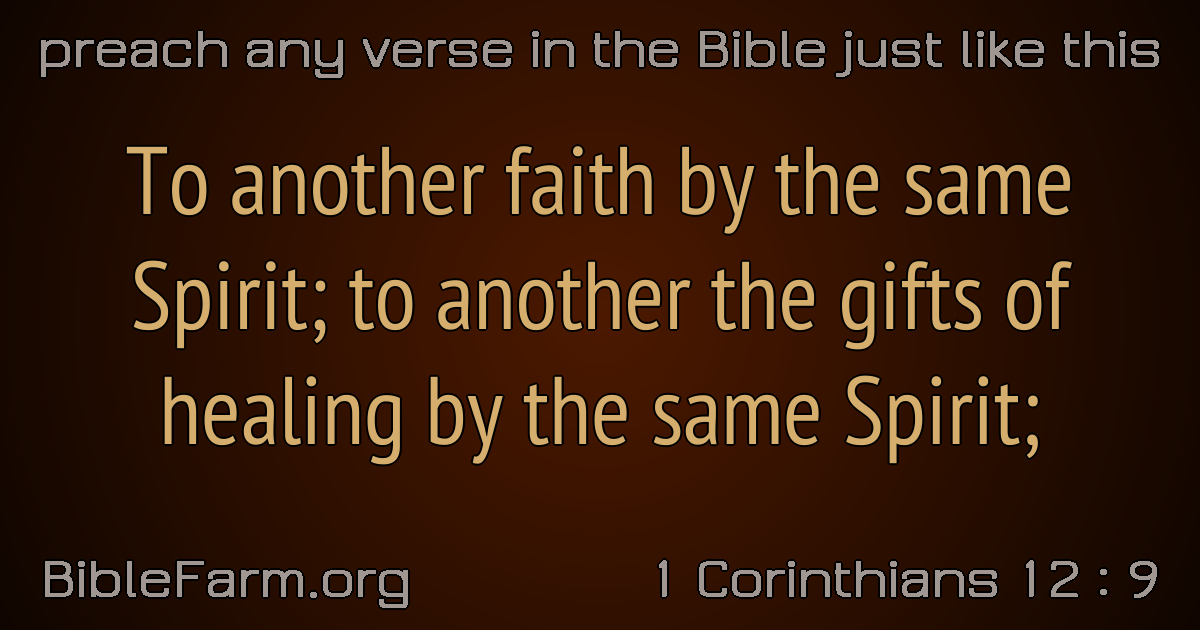 preach any verse in the Bible just like this
To another faith by the same
Spirit; to another the gifts of
healing by the same Spirit;
BibleFarm.org
1 Corinthians 12 : 9